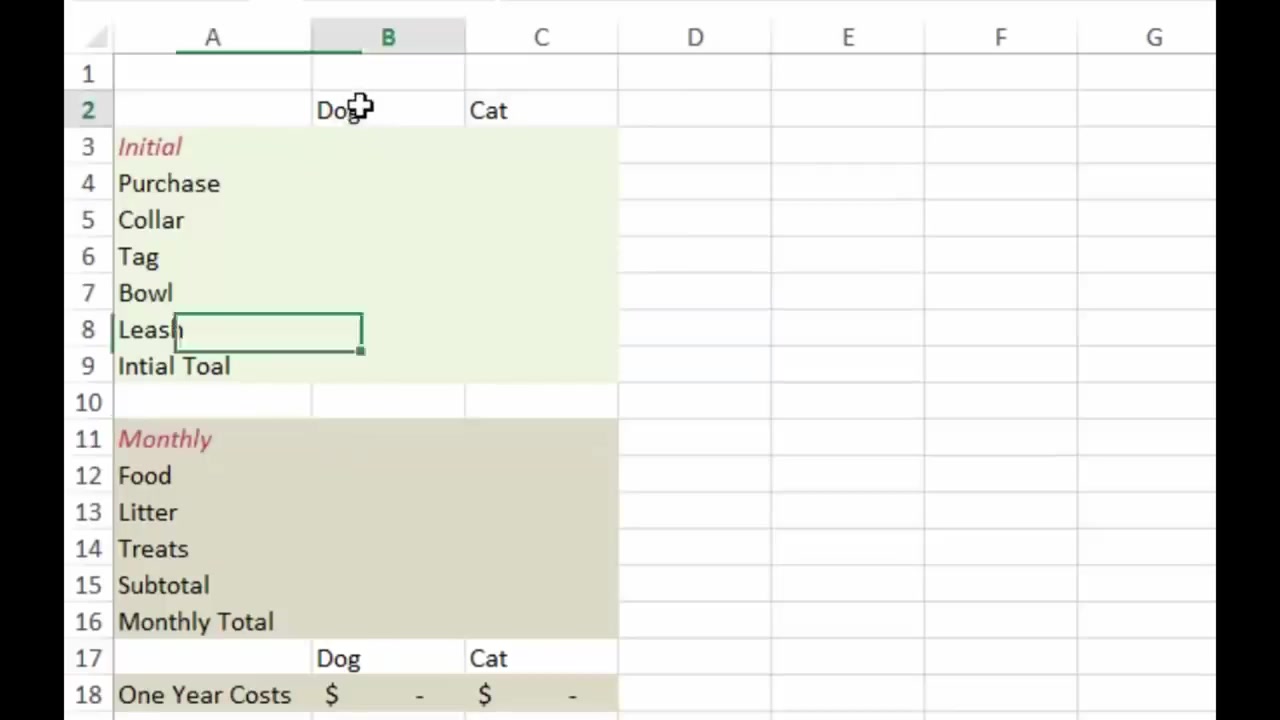 A B C D E F G
1
2 Dog Cat
3 Initial
4 Purchase
5 Collar
6 Tag
7 Bowl
8 Leash
9 Intial Toal
10
11 Monthly
12 Food
13 Litter
14 Treats
15 Subtotal
16 Monthly Total
17 Dog Cat
18 One Year Costs $ - $ -